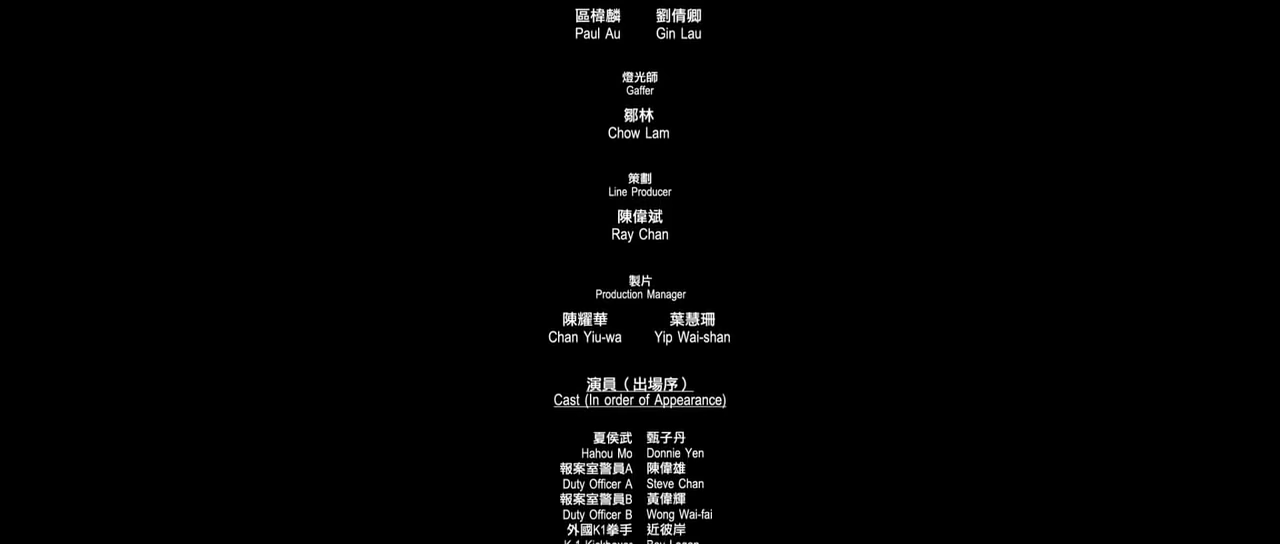 區樟麟 劉倩卿
Paul Au Gin Lau
燈光師
Gaffer
鄒林
Chow Lam
策劃
Line Producer
陳偉斌
Ray Chan
製片
Production Manager
陳耀華 葉慧珊
Chan Yiu-wa Yip Wai-shan
演員（出場序）
Cast (In order of Appearance)
夏侯武 甄子丹
Hahou Mo Donnie Yen
報案室警員A 陳偉雄
Duty Officer A Steve Chan
報案室警員B 黃偉輝
Duty Officer B Wong Wai-fai
外國K1拳手 近彼岸